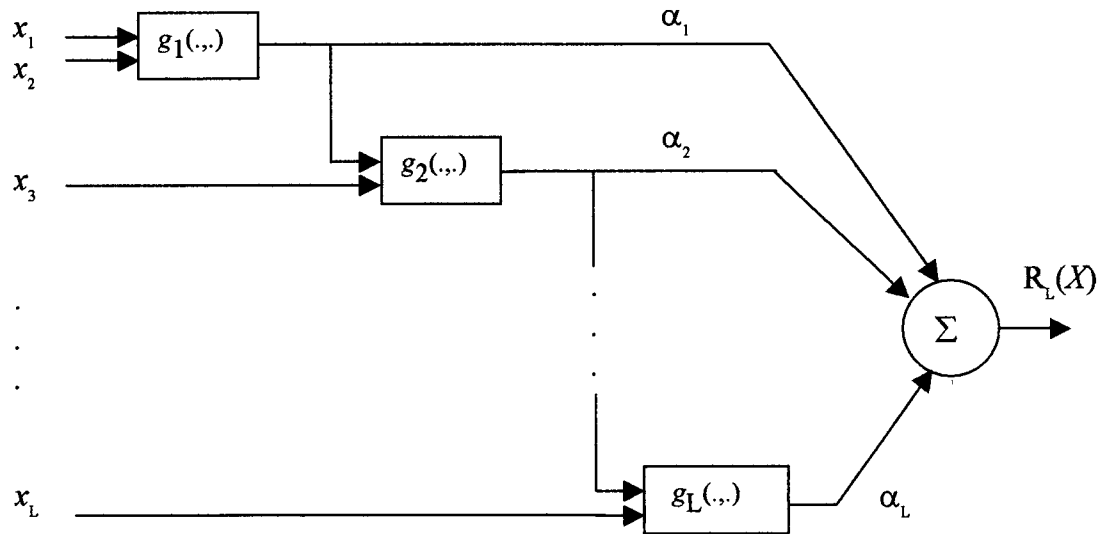 x₁
x₂
g₁(.,.)
α₁
x₃
g₂(.,.)
α₂
Σ
R_L(X)
x_L
g_L(.,.)
α_L